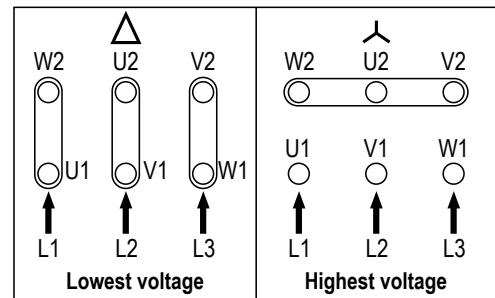 W2 U2 V2
U1 V1 W1
L1 L2 L3
Lowest voltage
W2 U2 V2
U1 V1 W1
L1 L2 L3
Highest voltage